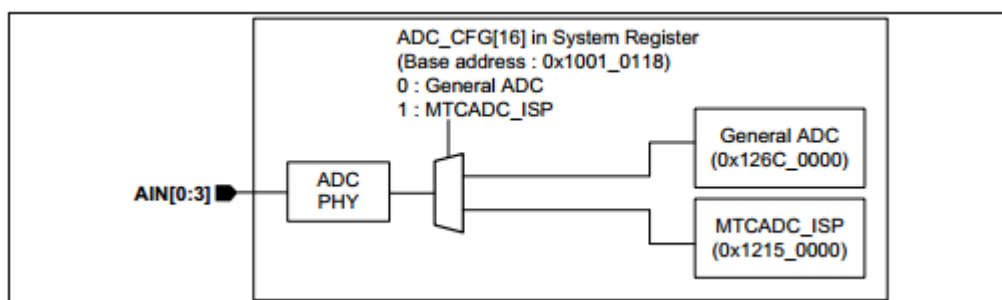 ADC_CFG[16] in System Register
(Base address : 0x1001_0118)
0 : General ADC
1 : MTCADC_ISP
General ADC
(0x126C_0000)
AIN[0:3]
ADC
PHY
MTCADC_ISP
(0x1215_0000)